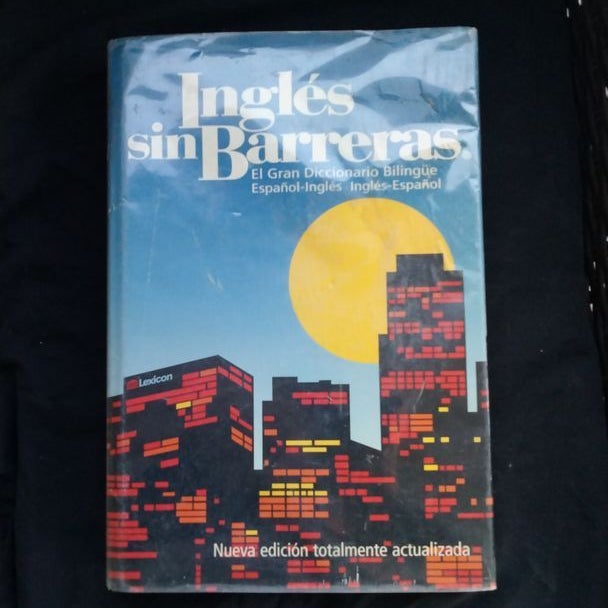 Inglés
sin Barreras.
El Gran Diccionario Bilingüe
Español-Inglés Inglés-Español
Lexicon
Nueva edición totalmente actualizada